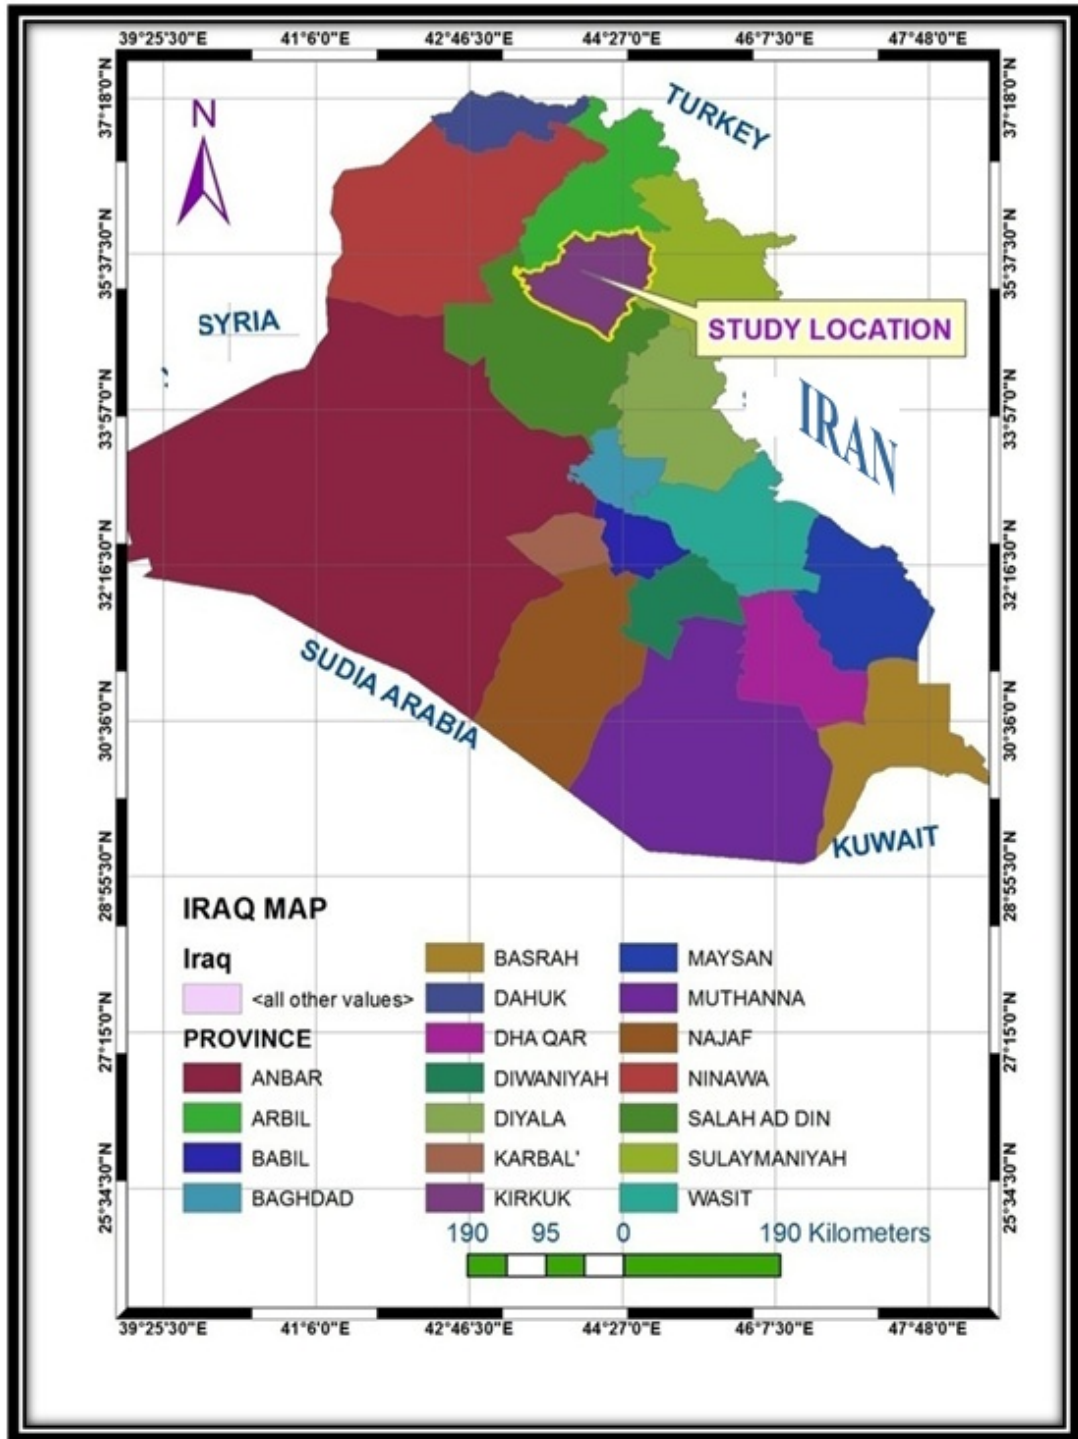 39°25'30"E 41°6'0"E 42°46'30"E 44°27'0"E 46°7'30"E 47°48'0"E
37°18'0"N
37°18'0"N
N
TURKEY
35°37'30"N
35°37'30"N
SYRIA
STUDY LOCATION
33°57'0"N
33°57'0"N
IRAN
32°16'30"N
32°16'30"N
SUDIA ARABIA
30°36'0"N
30°36'0"N
KUWAIT
28°55'30"N
28°55'30"N
IRAQ MAP
Iraq
<all other values>
PROVINCE
ANBAR
ARBIL
BABIL
BAGHDAD
BASRAH
DAHUK
DHA QAR
DIWANIYAH
DIYALA
KARBAL'
KIRKUK
MAYSAN
MUTHANNA
NAJAF
NINAWA
SALAH AD DIN
SULAYMANIYAH
WASIT
27°15'0"N
27°15'0"N
25°34'30"N
25°34'30"N
190 95 0 190 Kilometers
39°25'30"E 41°6'0"E 42°46'30"E 44°27'0"E 46°7'30"E 47°48'0"E